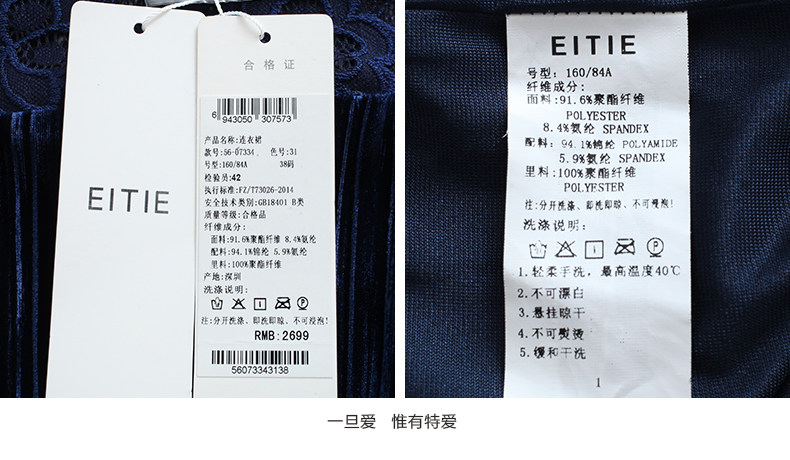 EITIE
合格证
6 943050 307573
产品名称:连衣裙
款号:56-07334 色号:31
号型:160/84A 38码
检验员:42
执行标准:FZ/T73026-2014
安全技术类别:GB18401 B类
质量等级:合格品
纤维成分:
面料:91.6%聚酯纤维 8.4%氨纶
配料:94.1%锦纶 5.9%氨纶
里料:100%聚酯纤维
产地:深圳
洗涤说明:
注:分开洗涤、即洗即晾、不可浸泡!
RMB:2699
56073343138
EITIE
号型: 160/84A
纤维成分:
面料:91.6%聚酯纤维
POLYESTER
8.4%氨纶 SPANDEX
配料: 94.1%锦纶 POLYAMIDE
5.9%氨纶 SPANDEX
里料:100%聚酯纤维
POLYESTER
注:分开洗涤、即洗即晾、不可浸泡!
洗涤说明:
1.轻柔手洗,最高温度40℃
2.不可漂白
3.悬挂晾干
4.不可熨烫
5.缓和干洗
1
一旦爱 惟有特爱